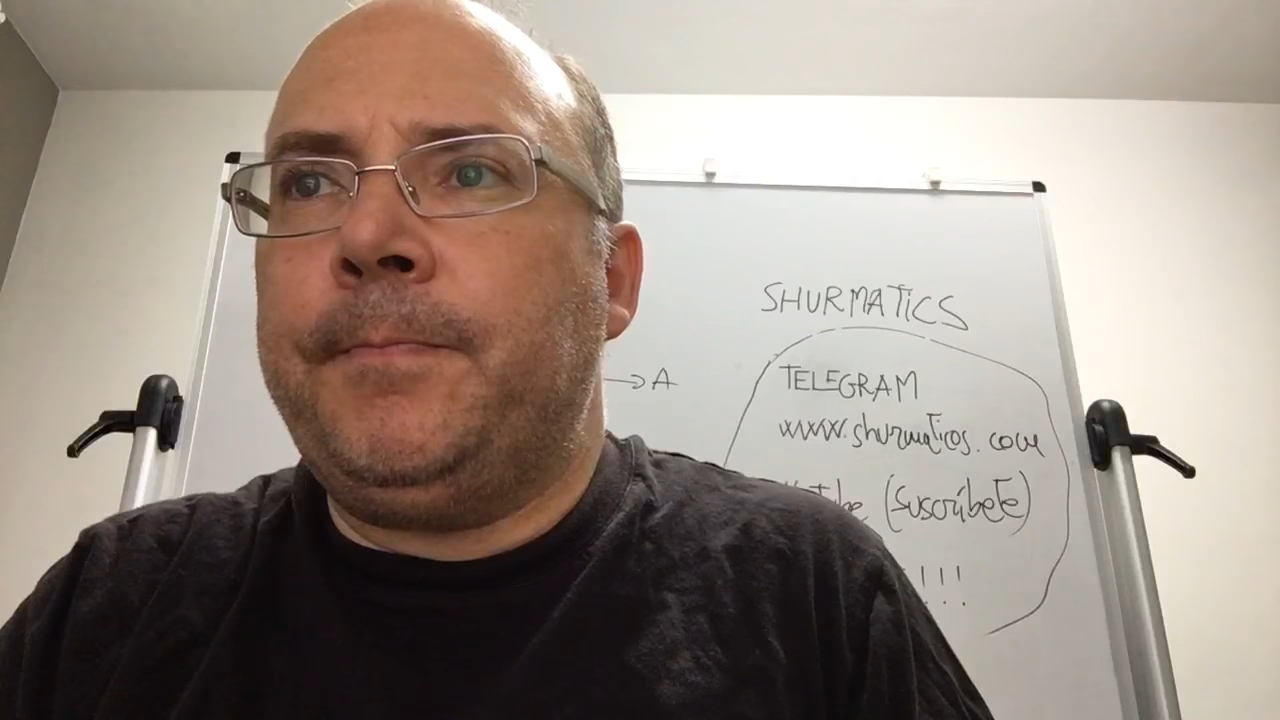 SHURMATICS
→ A
TELEGRAM
www.shurmaticos.com
(suscríbete)
!!!